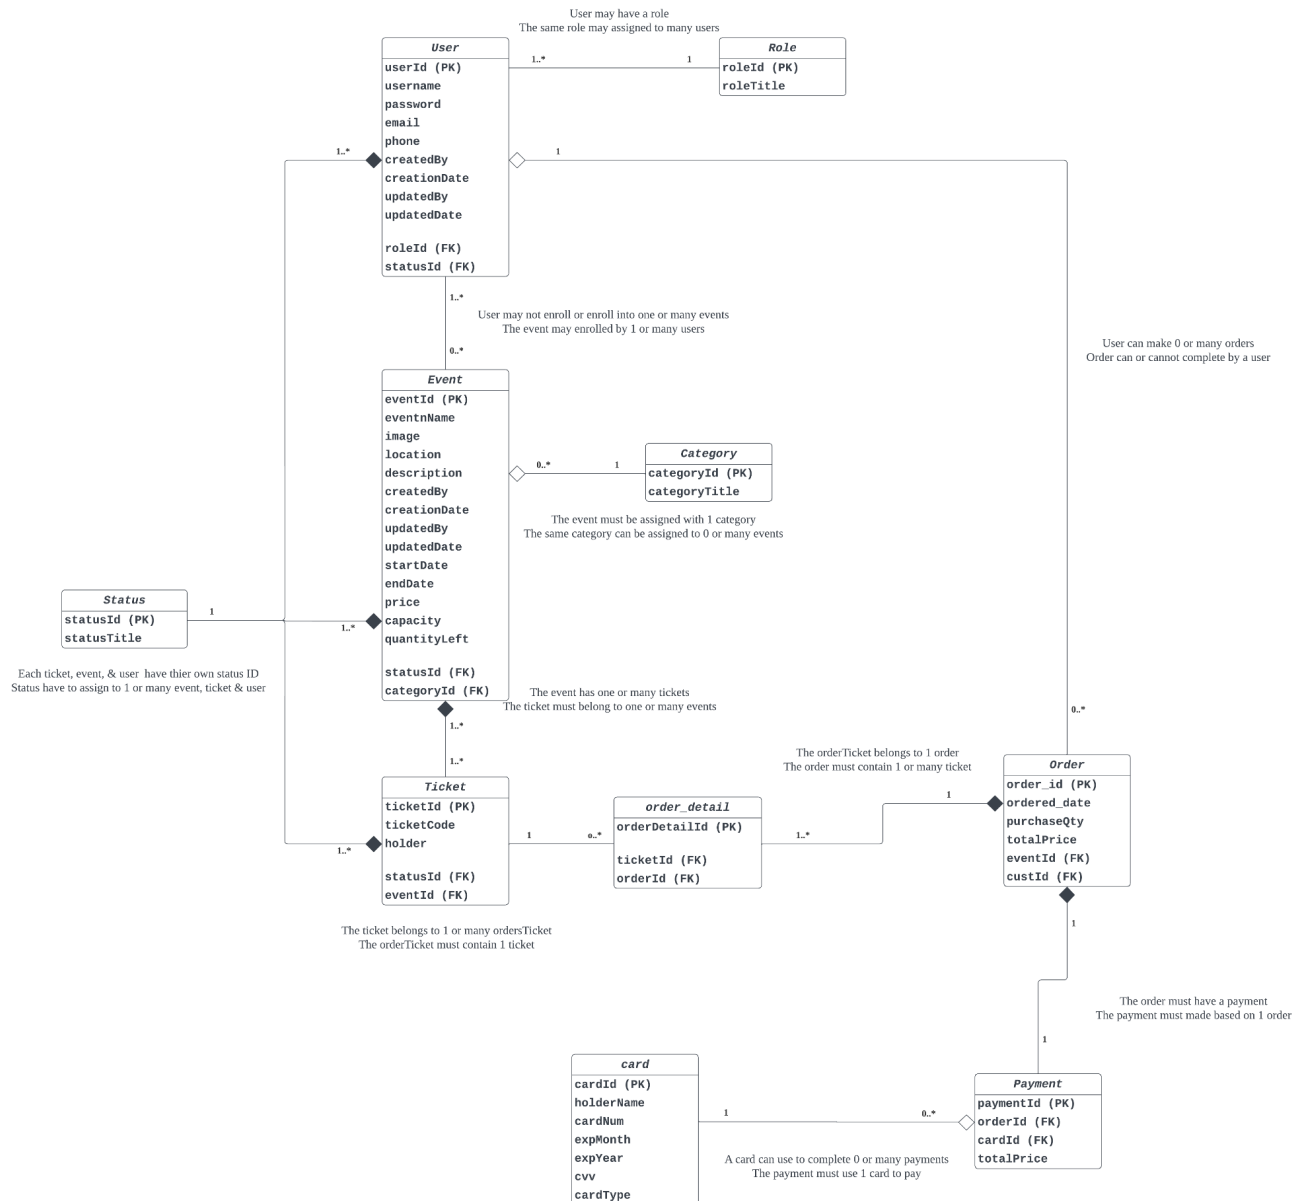 User may have a role
The same role may assigned to many users
User
userId (PK)
username
password
email
phone
createdBy
creationDate
updatedBy
updatedDate
roleId (FK)
statusId (FK)
1..*
1
Role
roleId (PK)
roleTitle
1..*
1
1..*
User may not enroll or enroll into one or many events
The event may enrolled by 1 or many users
0..*
User can make 0 or many orders
Order can or cannot complete by a user
Event
eventId (PK)
eventnName
image
location
description
createdBy
creationDate
updatedBy
updatedDate
startDate
endDate
price
capacity
quantityLeft
statusId (FK)
categoryId (FK)
0..*
1
Category
categoryId (PK)
categoryTitle
The event must be assigned with 1 category
The same category can be assigned to 0 or many events
Status
statusId (PK)
statusTitle
1
1..*
Each ticket, event, & user have thier own status ID
Status have to assign to 1 or many event, ticket & user
The event has one or many tickets
The ticket must belong to one or many events
1..*
1..*
0..*
Ticket
ticketId (PK)
ticketCode
holder
statusId (FK)
eventId (FK)
1..*
1
o..*
order_detail
orderDetailId (PK)
ticketId (FK)
orderId (FK)
The orderTicket belongs to 1 order
The order must contain 1 or many ticket
1
1..*
Order
order_id (PK)
ordered_date
purchaseQty
totalPrice
eventId (FK)
custId (FK)
The ticket belongs to 1 or many ordersTicket
The orderTicket must contain 1 ticket
1
The order must have a payment
The payment must made based on 1 order
1
card
cardId (PK)
holderName
cardNum
expMonth
expYear
cvv
cardType
1
0..*
A card can use to complete 0 or many payments
The payment must use 1 card to pay
Payment
paymentId (PK)
orderId (FK)
cardId (FK)
totalPrice